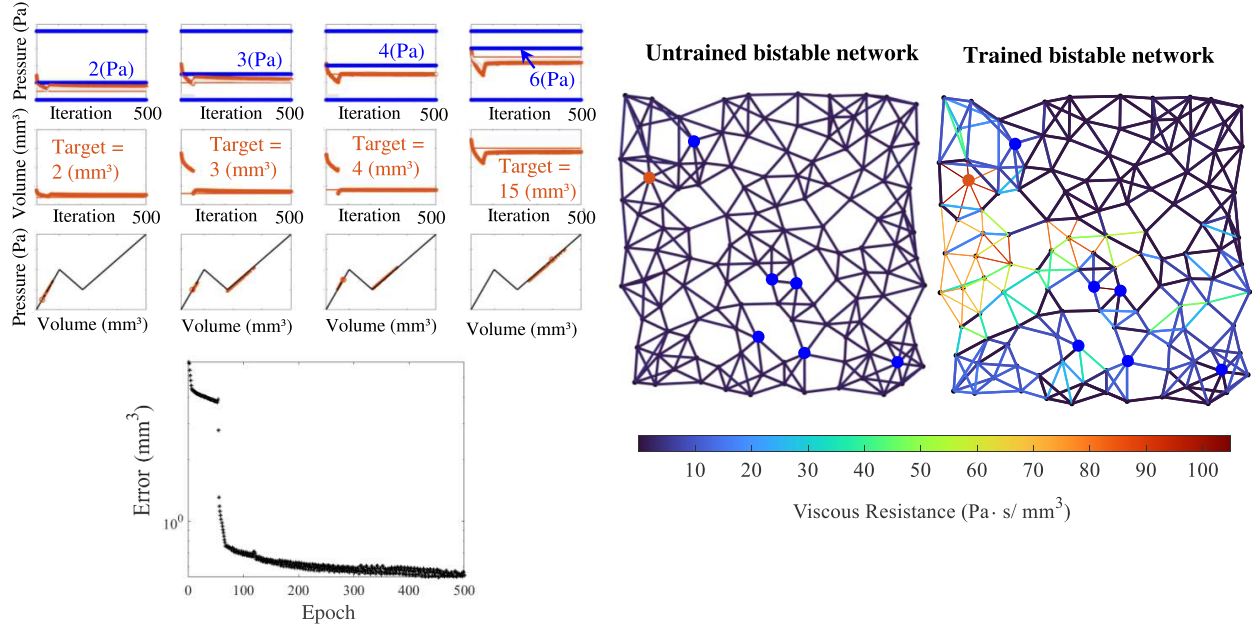 Pressure (Pa)
2(Pa)
3(Pa)
4(Pa)
6(Pa)
Iteration 500
Iteration 500
Iteration 500
Iteration 500
Volume (mm³)
Target =
2 (mm³)
Target =
3 (mm³)
Target =
4 (mm³)
Target =
15 (mm³)
Iteration 500
Iteration 500
Iteration 500
Iteration 500
Pressure (Pa)
Volume (mm³)
Volume (mm³)
Volume (mm³)
Volume (mm³)
Error (mm³)
10⁰
0 100 200 300 400 500
Epoch
Untrained bistable network
Trained bistable network
10 20 30 40 50 60 70 80 90 100
Viscous Resistance (Pa· s/ mm³)